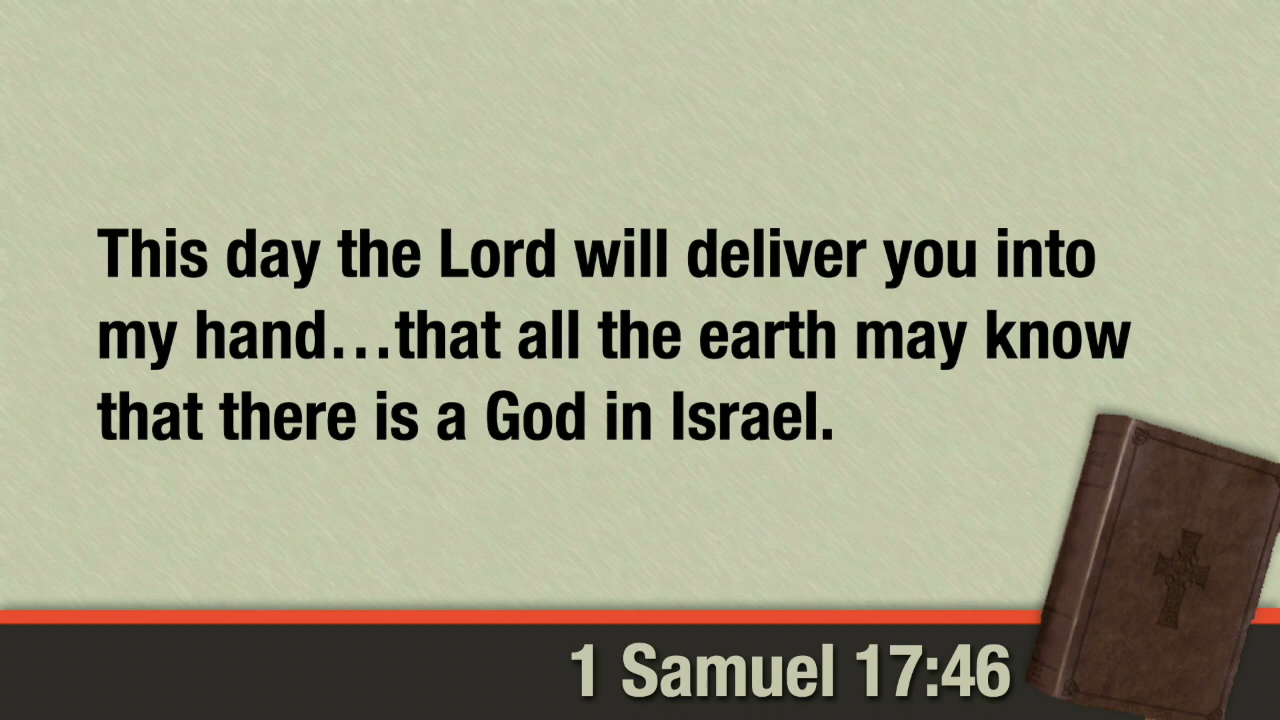 This day the Lord will deliver you into
my hand…that all the earth may know
that there is a God in Israel.
1 Samuel 17:46